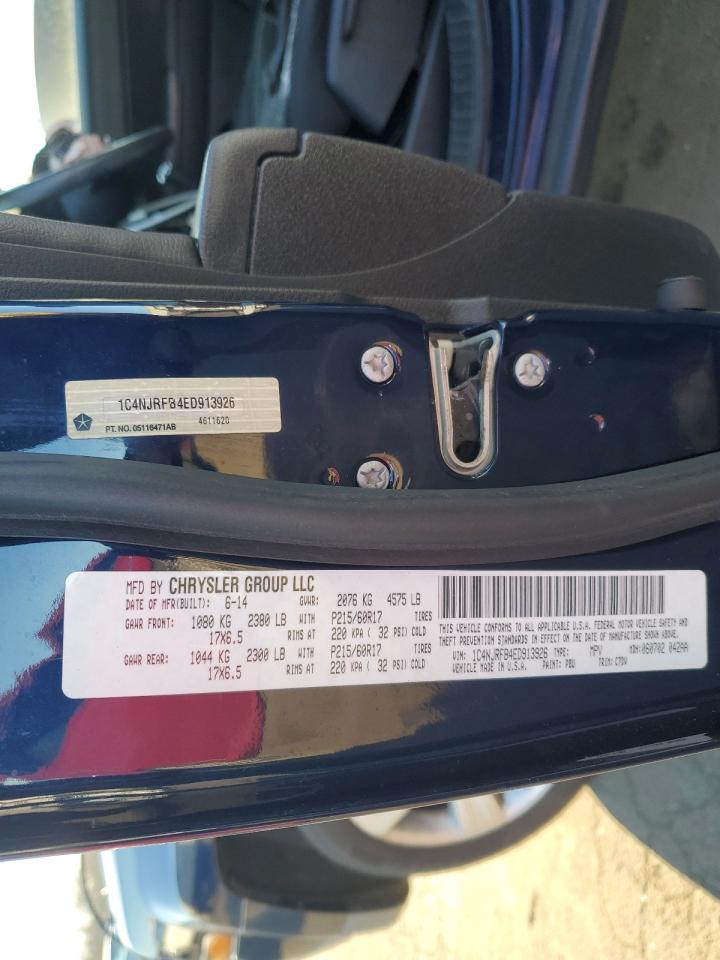 1C4NJRFB4ED913926
4611620
PT. NO. 05116471AB
MFD BY CHRYSLER GROUP LLC
DATE OF MFR(BUILT): 6-14 GVWR: 2076 KG 4575 LB
GAWR FRONT: 1080 KG 2380 LB WITH P215/60R17 TIRES
17X6.5 RIMS AT 220 KPA ( 32 PSI) COLD
GAWR REAR: 1044 KG 2300 LB WITH P215/60R17 TIRES
17X6.5 RIMS AT 220 KPA ( 32 PSI) COLD
THIS VEHICLE CONFORMS TO ALL APPLICABLE U.S.A. FEDERAL MOTOR VEHICLE SAFETY AND
THEFT PREVENTION STANDARDS IN EFFECT ON THE DATE OF MANUFACTURE SHOWN ABOVE.
VIN: 1C4NJRFB4ED913926 TYPE: MPV MDH: 060702 042AA
VEHICLE MADE IN U.S.A. PAINT: PBU TRIM: C7DV